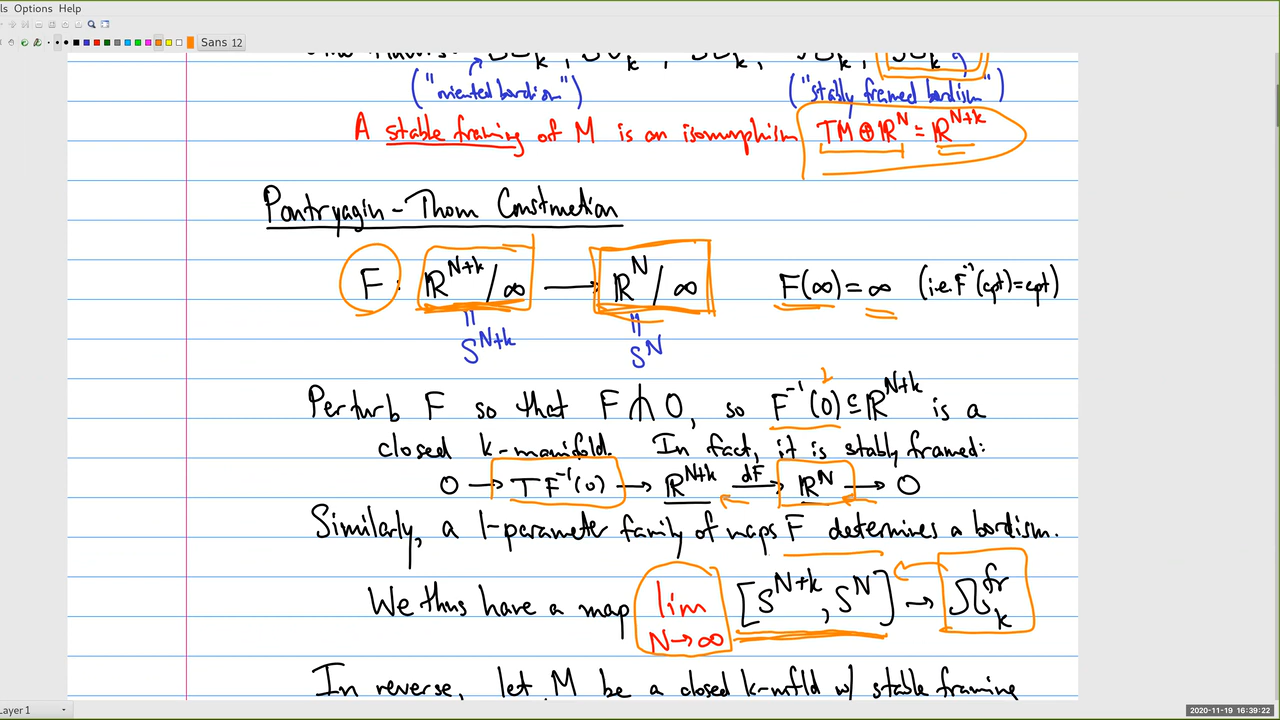 ls Options Help
Sans 12
("oriented bordism") ("stably framed bordism")
A stable framing of M is an isomorphism TM ⊕ ℝ^N = ℝ^{N+k}
Pontryagin-Thom Construction
F: ℝ^{N+k}/∞ → ℝ^N/∞ F(∞) = ∞ (i.e. F^{-1}(cpt) = cpt)
|| ||
S^{N+k} S^N
Perturb F so that F ⋔ 0, so F^{-1}(0) ⊆ ℝ^{N+k} is a
closed k-manifold. In fact, it is stably framed:
0 → TF^{-1}(0) → ℝ^{N+k} →^{dF} ℝ^N → 0
Similarly, a 1-parameter family of maps F determines a bordism.
We thus have a map lim_{N→∞} [S^{N+k}, S^N] → Ω_k^{fr}
In reverse, let M be a closed k-mfld w/ stable framing
Layer 1
2020-11-19 16:39:22